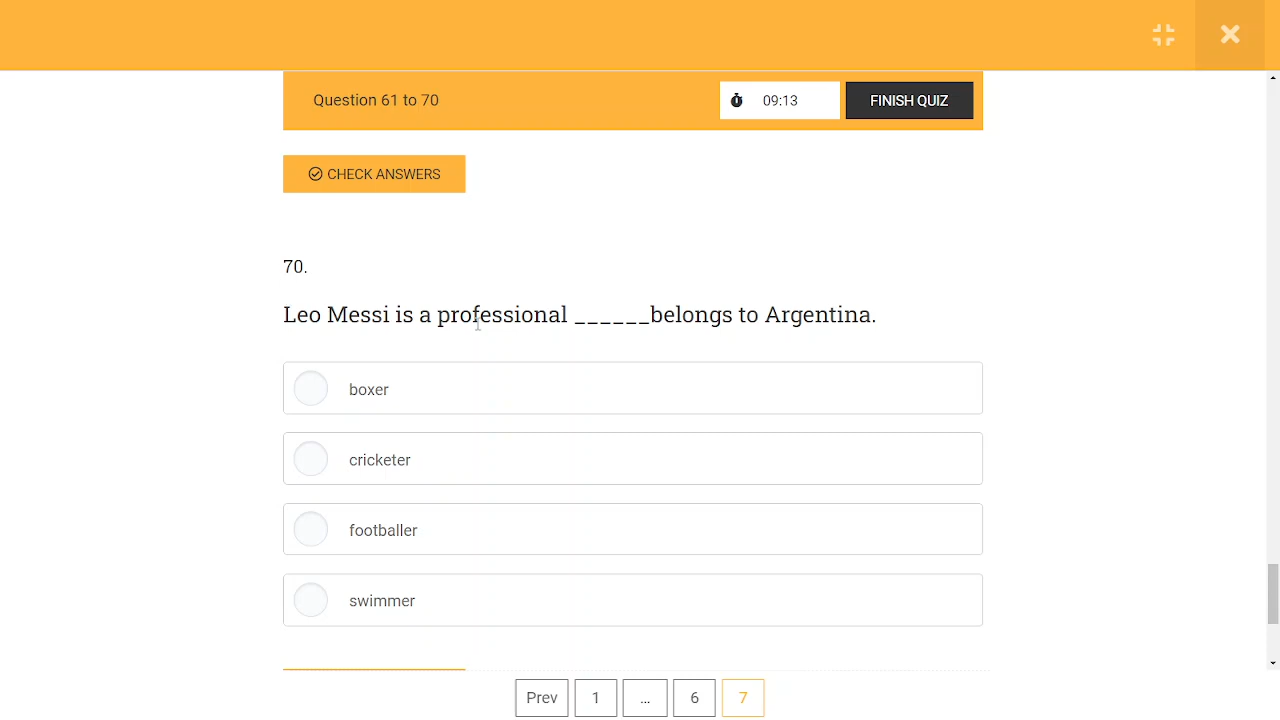 Question 61 to 70
09:13
FINISH QUIZ
CHECK ANSWERS
70.
Leo Messi is a professional ______belongs to Argentina.
boxer
cricketer
footballer
swimmer
Prev 1 ... 6 7